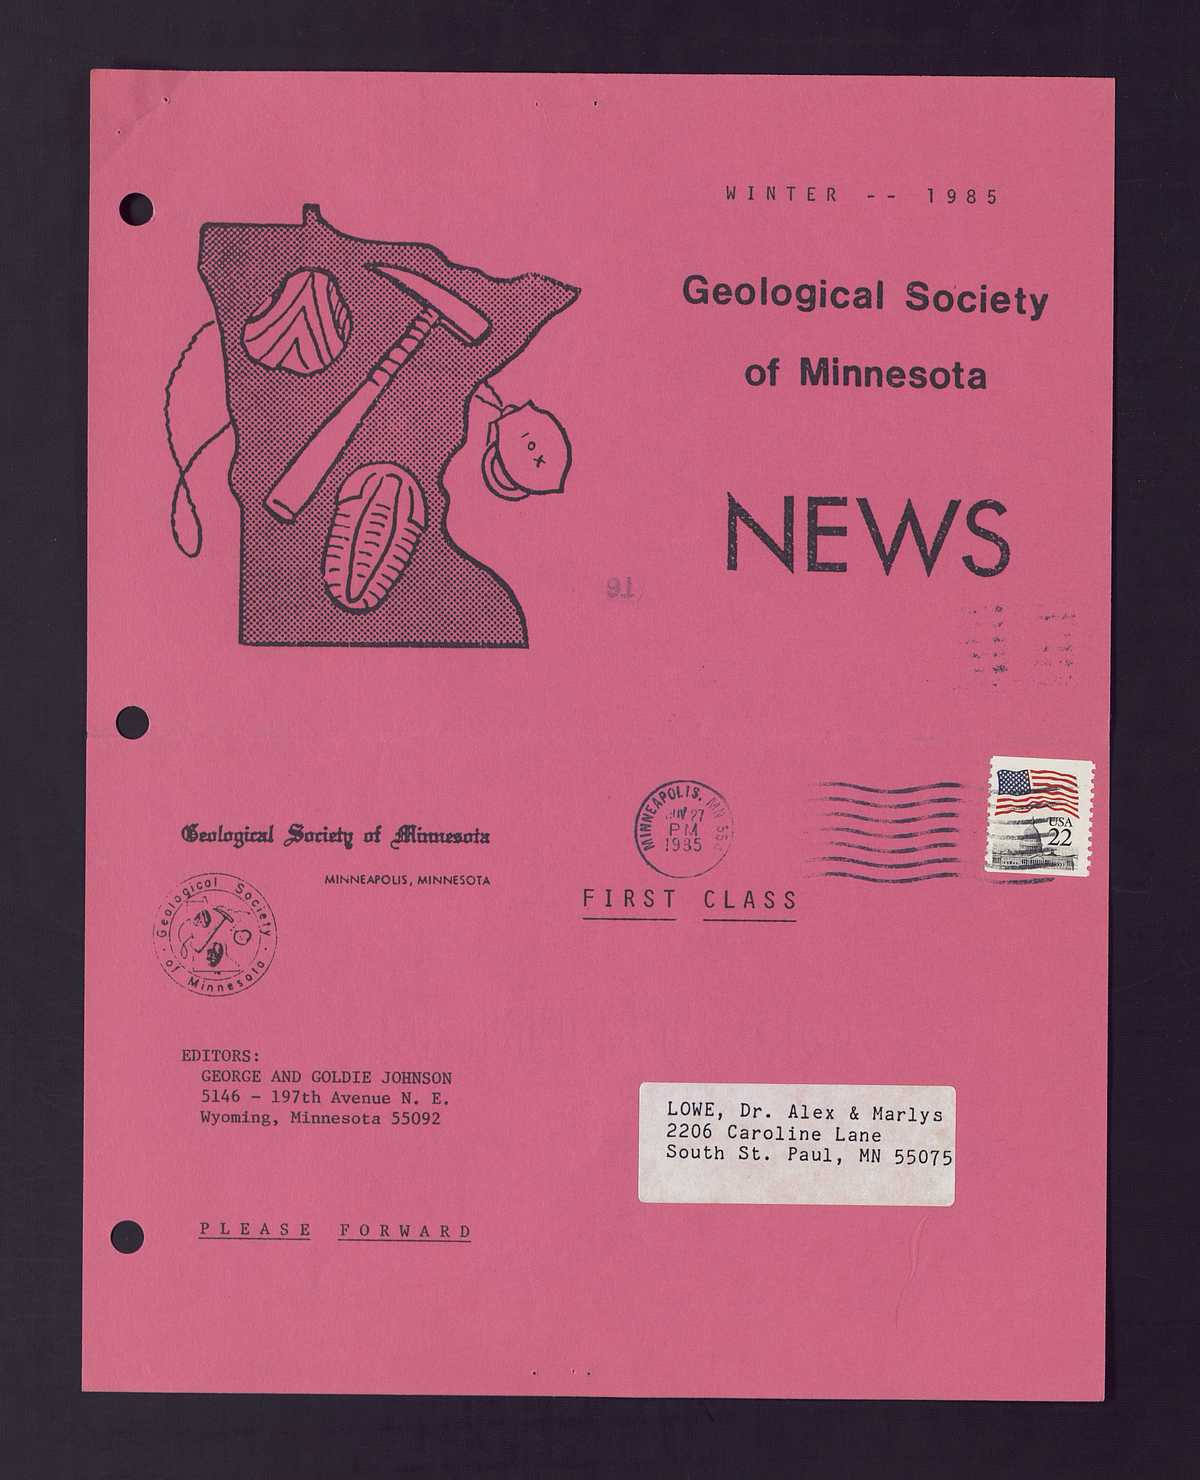 WINTER -- 1985
Geological Society
of Minnesota
NEWS
10X
91
MINNEAPOLIS, MN
27
PM
1985
USA
22
Geological Society of Minnesota
MINNEAPOLIS, MINNESOTA
FIRST CLASS
Geological Society
of Minnesota
EDITORS:
GEORGE AND GOLDIE JOHNSON
5146 - 197th Avenue N. E.
Wyoming, Minnesota 55092
LOWE, Dr. Alex & Marlys
2206 Caroline Lane
South St. Paul, MN 55075
PLEASE FORWARD